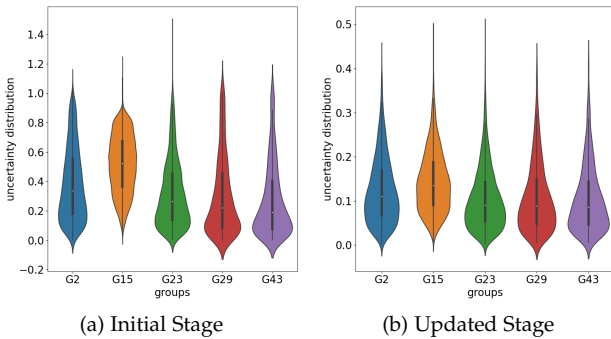 1.4
1.2
1.0
0.8
0.6
0.4
0.2
0.0
−0.2
uncertainty distribution
G2 G15 G23 G29 G43
groups
(a) Initial Stage
0.5
0.4
0.3
0.2
0.1
0.0
uncertainty distribution
G2 G15 G23 G29 G43
groups
(b) Updated Stage